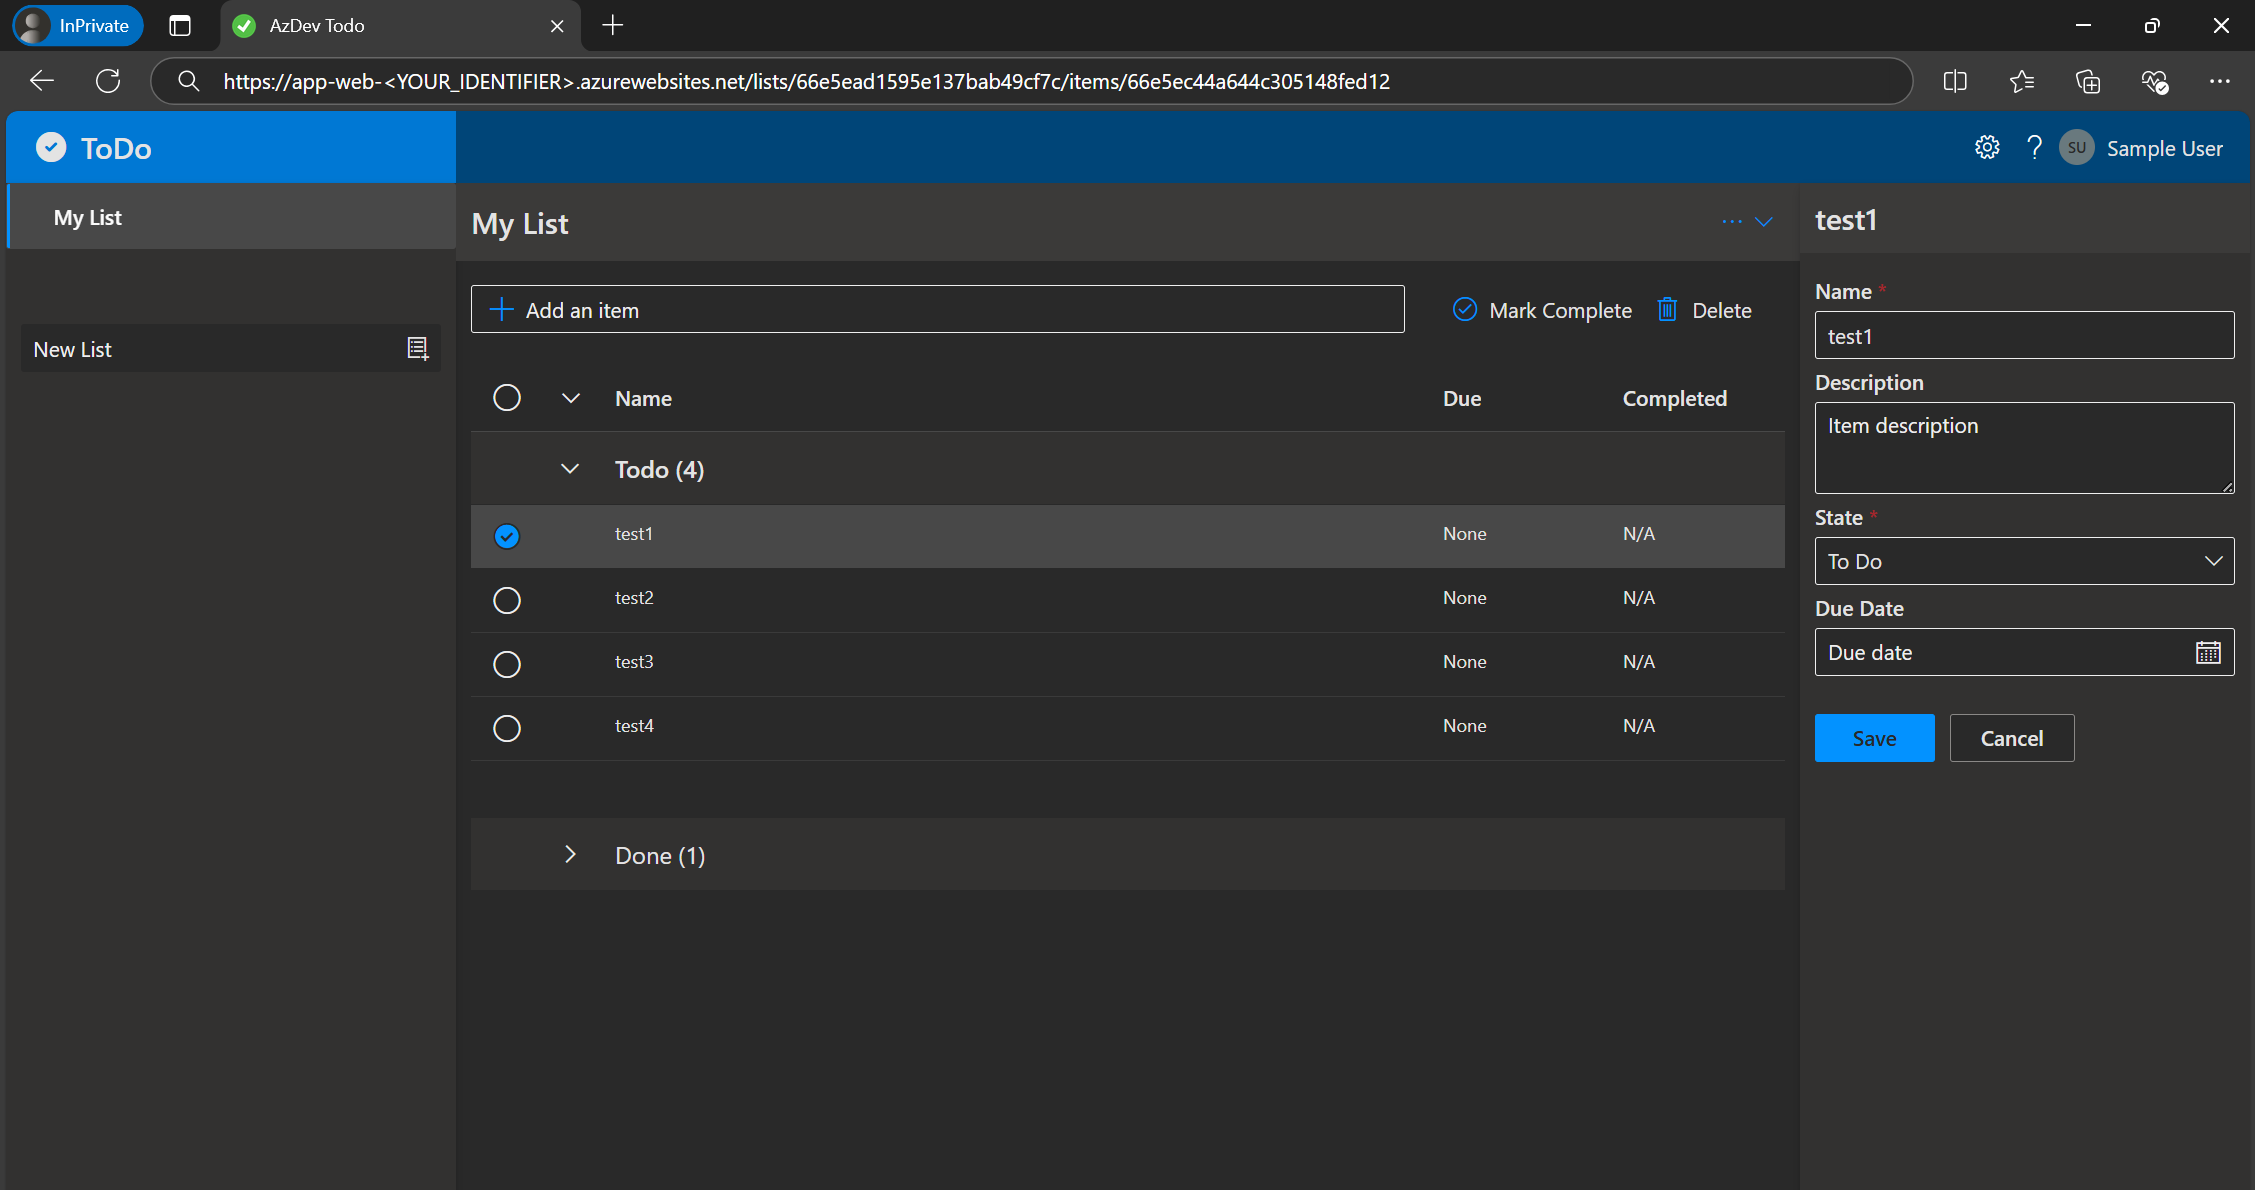 InPrivate
AzDev Todo
https://app-web-<YOUR_IDENTIFIER>.azurewebsites.net/lists/66e5ead1595e137bab49cf7c/items/66e5ec44a644c305148fed12
ToDo
SU Sample User
My List
New List
My List
Add an item Mark Complete Delete
Name Due Completed
Todo (4)
test1 None N/A
test2 None N/A
test3 None N/A
test4 None N/A
Done (1)
test1
Name *
test1
Description
Item description
State *
To Do
Due Date
Due date
Save Cancel